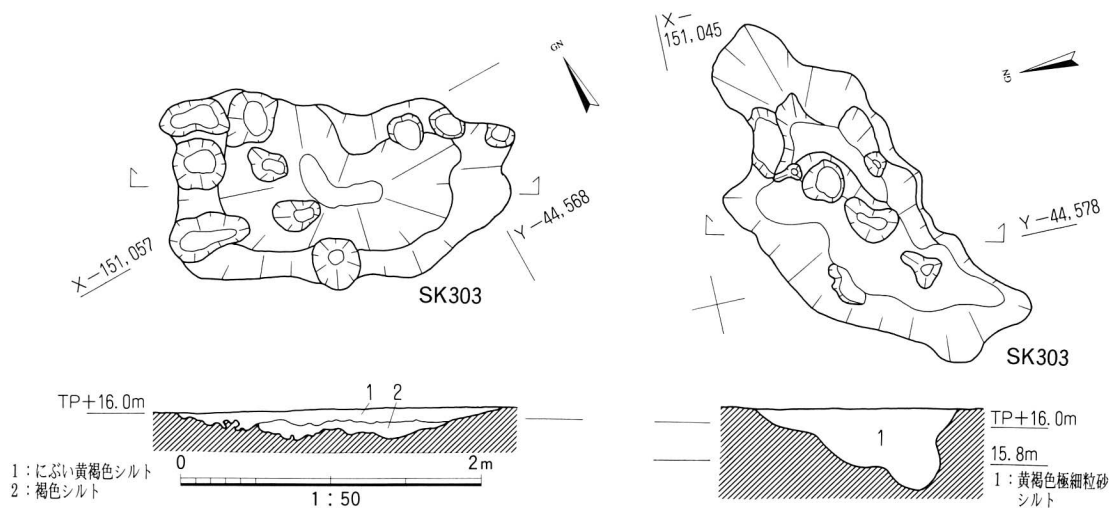 GN
X-151,057
Y-44,568
SK303
TP+16.0m
1
2
1：にぶい黄褐色シルト
2：褐色シルト
0
2m
1：50
X-
151,045
GN
Y-44,578
SK303
1
TP+16.0m
15.8m
1：黄褐色極細粒砂
シルト